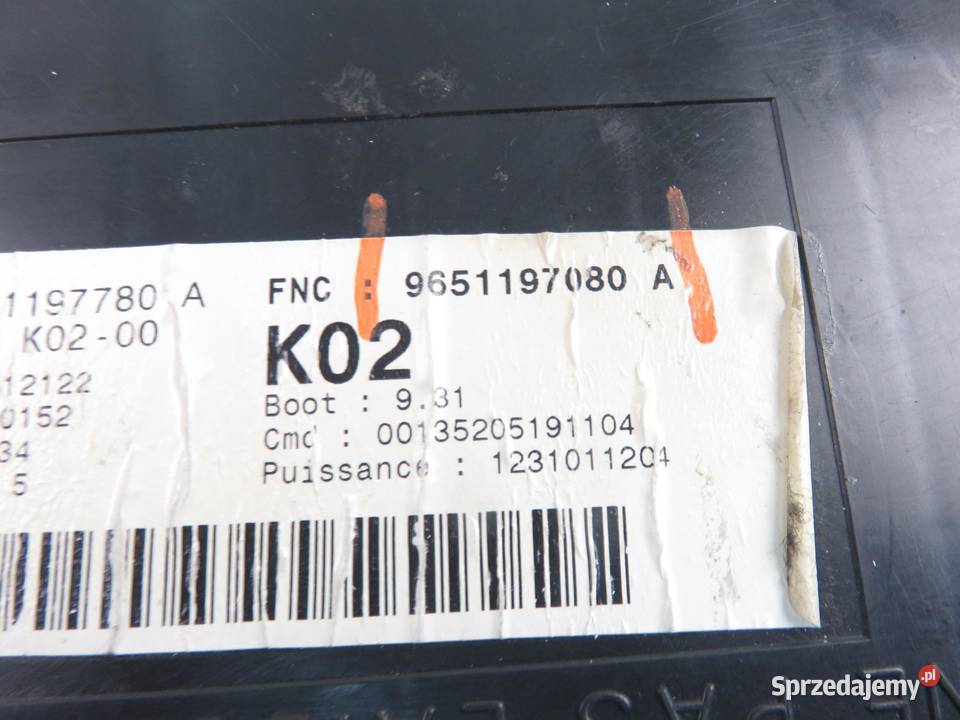 1197780 A
K02-00
12122
0152
34
5
FNC : 9651197080 A
K02
Boot : 9.31
Cmd : 00135205191104
Puissance : 1231011204
Sprzedajemy.pl